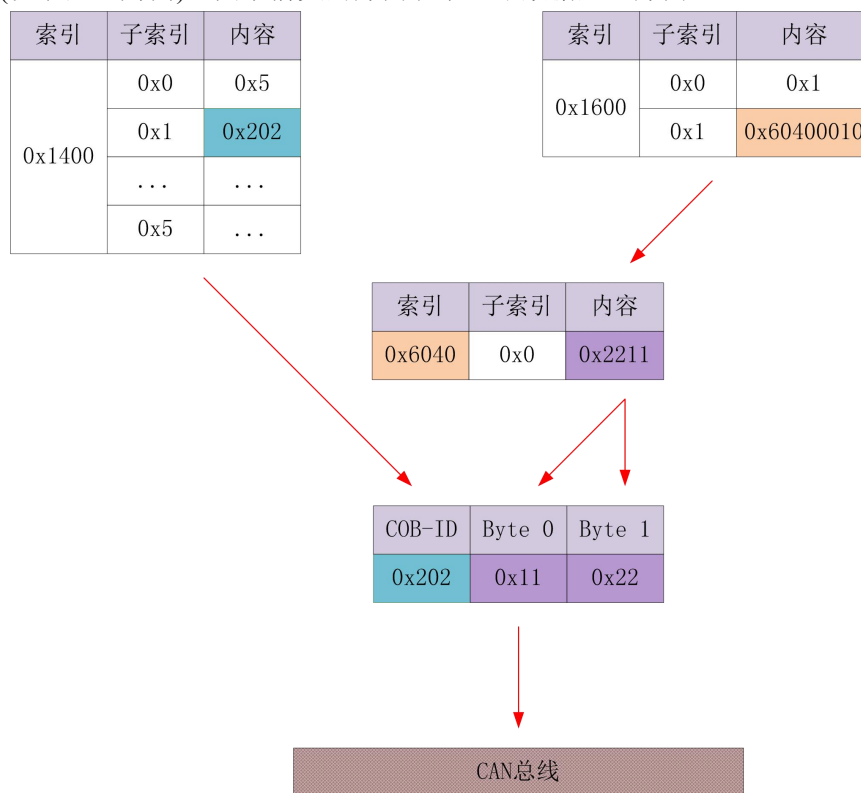 索引 子索引 内容
0x1400 0x0 0x5
0x1 0x202
... ...
0x5 ...
索引 子索引 内容
0x1600 0x0 0x1
0x1 0x60400010
索引 子索引 内容
0x6040 0x0 0x2211
COB-ID Byte 0 Byte 1
0x202 0x11 0x22
CAN总线